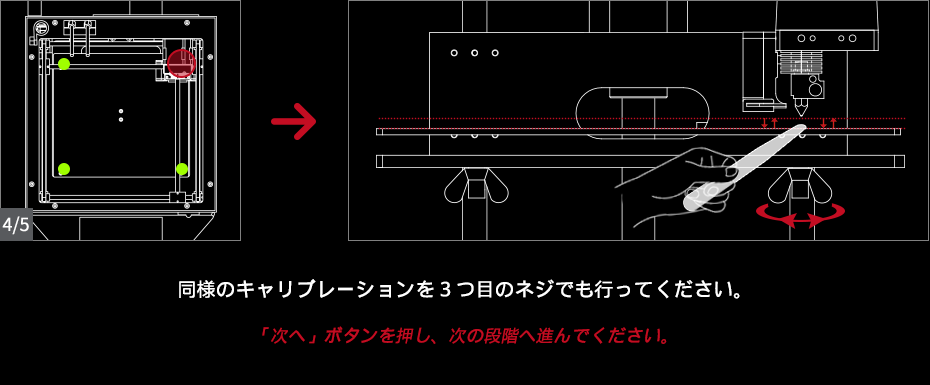 4/5
同様のキャリブレーションを３つ目のネジでも行ってください。
「次へ」ボタンを押し、次の段階へ進んでください。